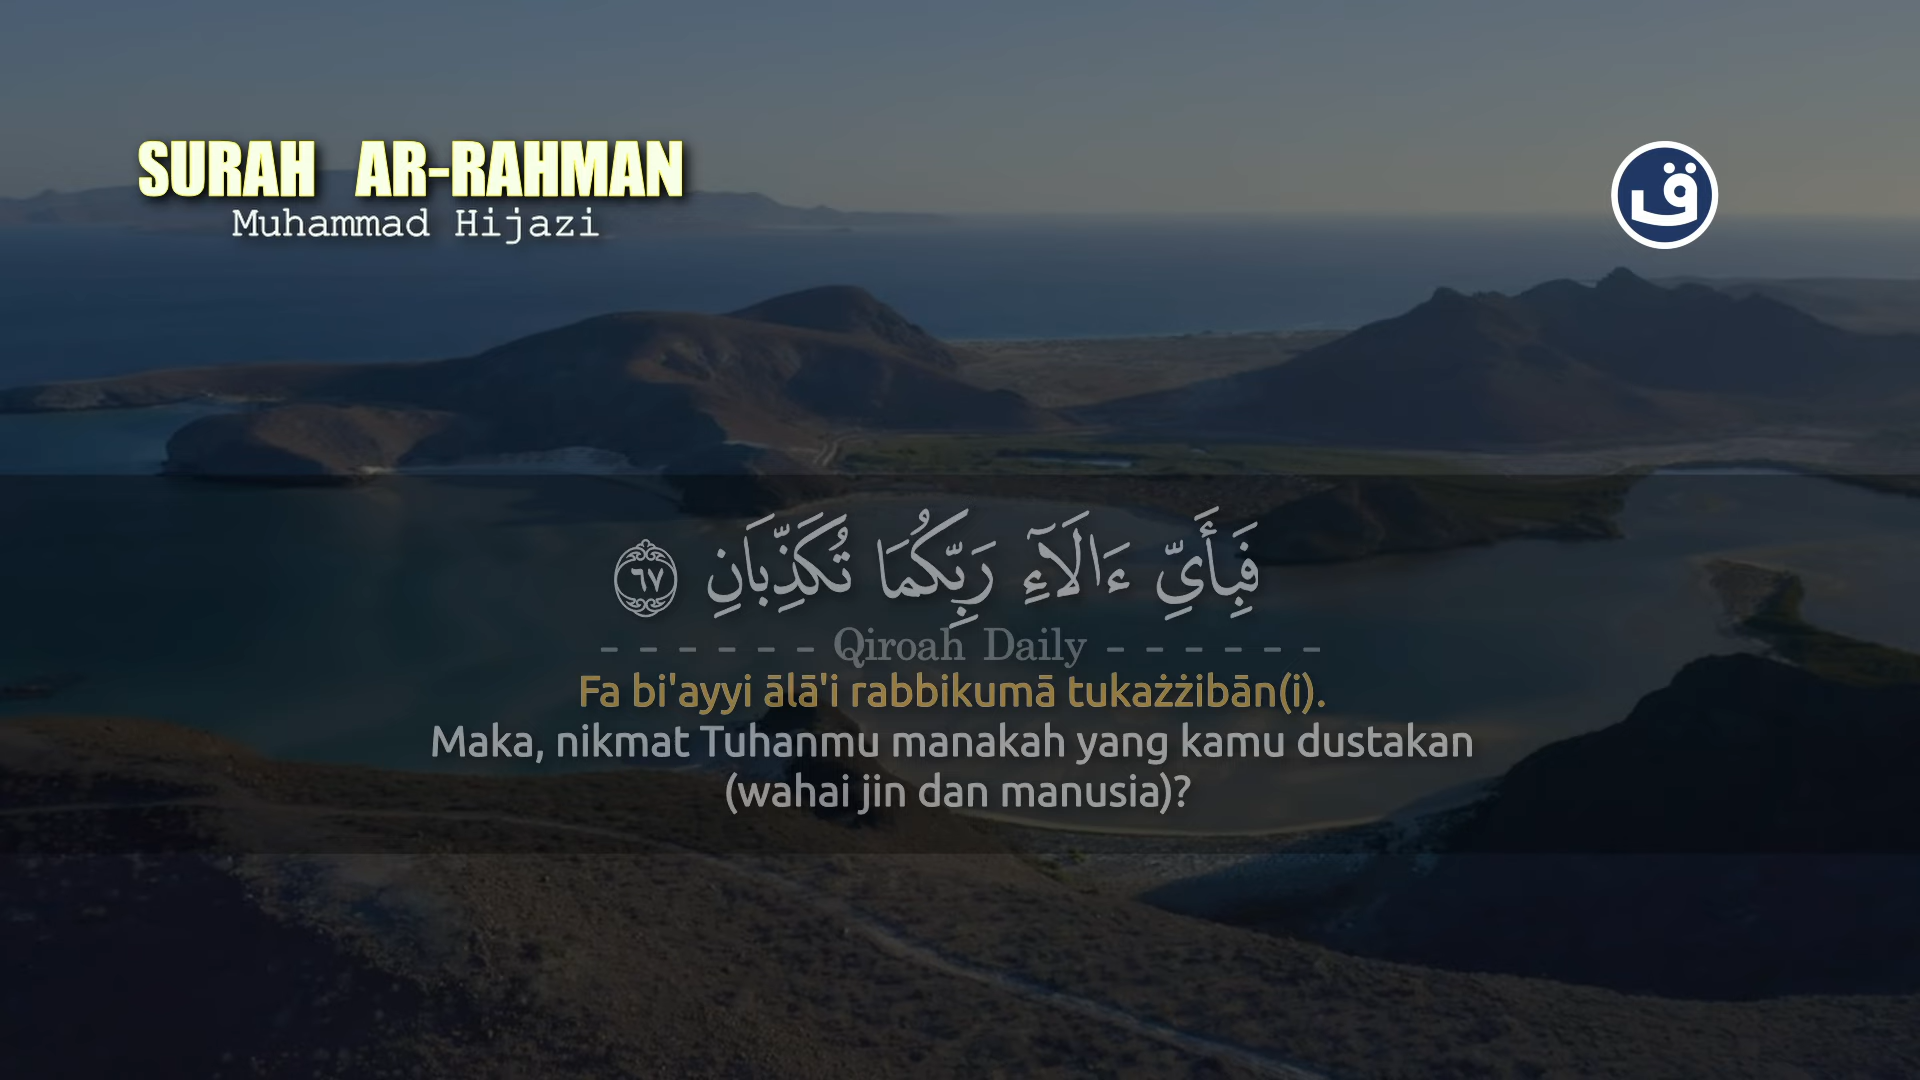 SURAH AR-RAHMAN
Muhammad Hijazi
ق
فَبِأَيِّ ءَالَآءِ رَبِّكُمَا تُكَذِّبَانِ ٦٧
- - - - - - Qiroah Daily - - - - - -
Fa bi'ayyi ālā'i rabbikumā tukażżibān(i).
Maka, nikmat Tuhanmu manakah yang kamu dustakan
(wahai jin dan manusia)?